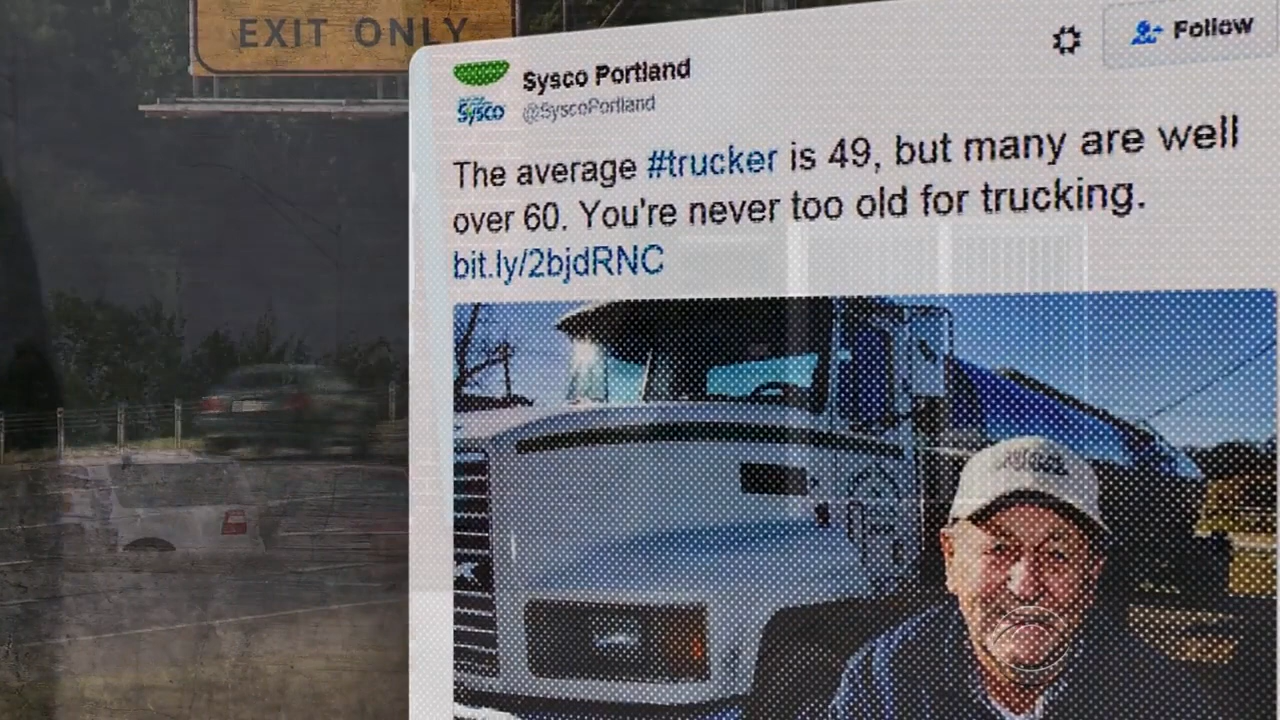 EXIT ONLY
Sysco Portland
Follow
Sysco
@SyscoPortland
The average #trucker is 49, but many are well
over 60. You're never too old for trucking.
bit.ly/2bjdRNC